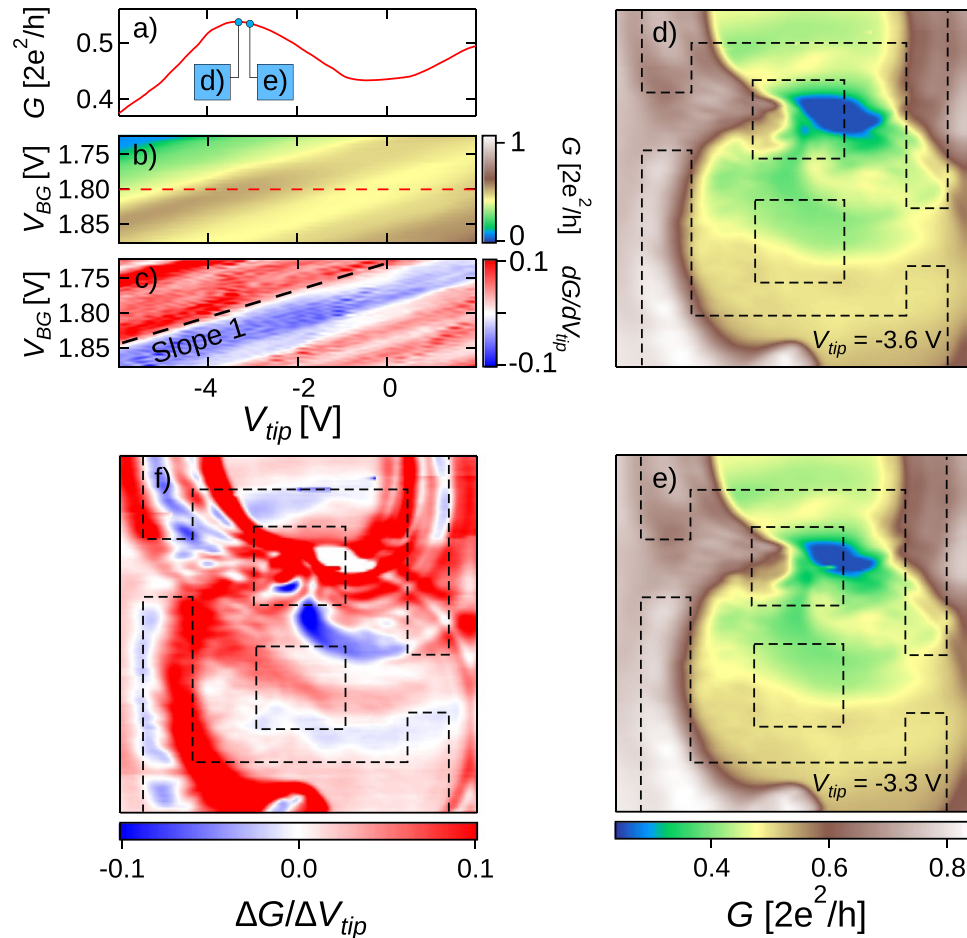 a)
G [2e²/h]
0.5
0.4
d)
e)
b)
V_BG [V]
1.75
1.80
1.85
1
0
G [2e²/h]
c)
V_BG [V]
1.75
1.80
1.85
Slope 1
0.1
-0.1
dG/dV_tip
-4
-2
0
V_tip [V]
d)
V_tip = -3.6 V
f)
-0.1
0.0
0.1
ΔG/ΔV_tip
e)
V_tip = -3.3 V
0.4
0.6
0.8
G [2e²/h]